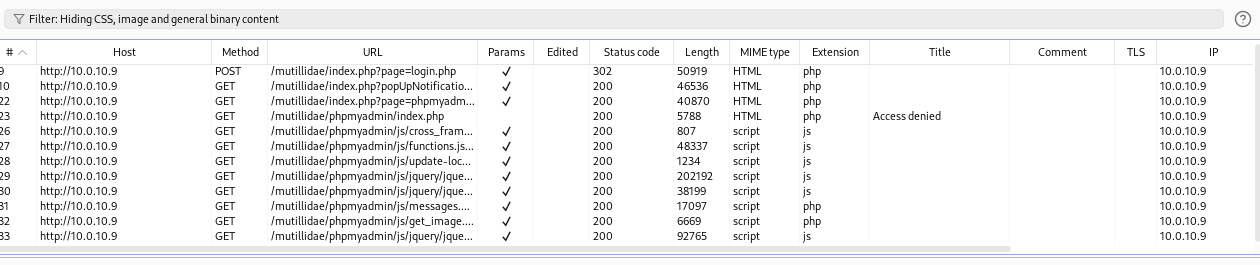 Filter: Hiding CSS, image and general binary content
# Host Method URL Params Edited Status code Length MIME type Extension Title Comment TLS IP
9 http://10.0.10.9 POST /mutillidae/index.php?page=login.php ✓ 302 50919 HTML php 10.0.10.9
10 http://10.0.10.9 GET /mutillidae/index.php?popUpNotificatio... ✓ 200 46536 HTML php 10.0.10.9
22 http://10.0.10.9 GET /mutillidae/index.php?page=phpmyadm... ✓ 200 40870 HTML php 10.0.10.9
23 http://10.0.10.9 GET /mutillidae/phpmyadmin/index.php 200 5788 HTML php Access denied 10.0.10.9
26 http://10.0.10.9 GET /mutillidae/phpmyadmin/js/cross_fram... ✓ 200 807 script js 10.0.10.9
27 http://10.0.10.9 GET /mutillidae/phpmyadmin/js/functions.js... ✓ 200 48337 script js 10.0.10.9
28 http://10.0.10.9 GET /mutillidae/phpmyadmin/js/update-loc... ✓ 200 1234 script js 10.0.10.9
29 http://10.0.10.9 GET /mutillidae/phpmyadmin/js/jquery/jque... ✓ 200 202192 script js 10.0.10.9
30 http://10.0.10.9 GET /mutillidae/phpmyadmin/js/jquery/jque... ✓ 200 38199 script js 10.0.10.9
31 http://10.0.10.9 GET /mutillidae/phpmyadmin/js/messages.... ✓ 200 17097 script php 10.0.10.9
32 http://10.0.10.9 GET /mutillidae/phpmyadmin/js/get_image.... ✓ 200 6669 script php 10.0.10.9
33 http://10.0.10.9 GET /mutillidae/phpmyadmin/js/jquery/jque... ✓ 200 92765 script js 10.0.10.9